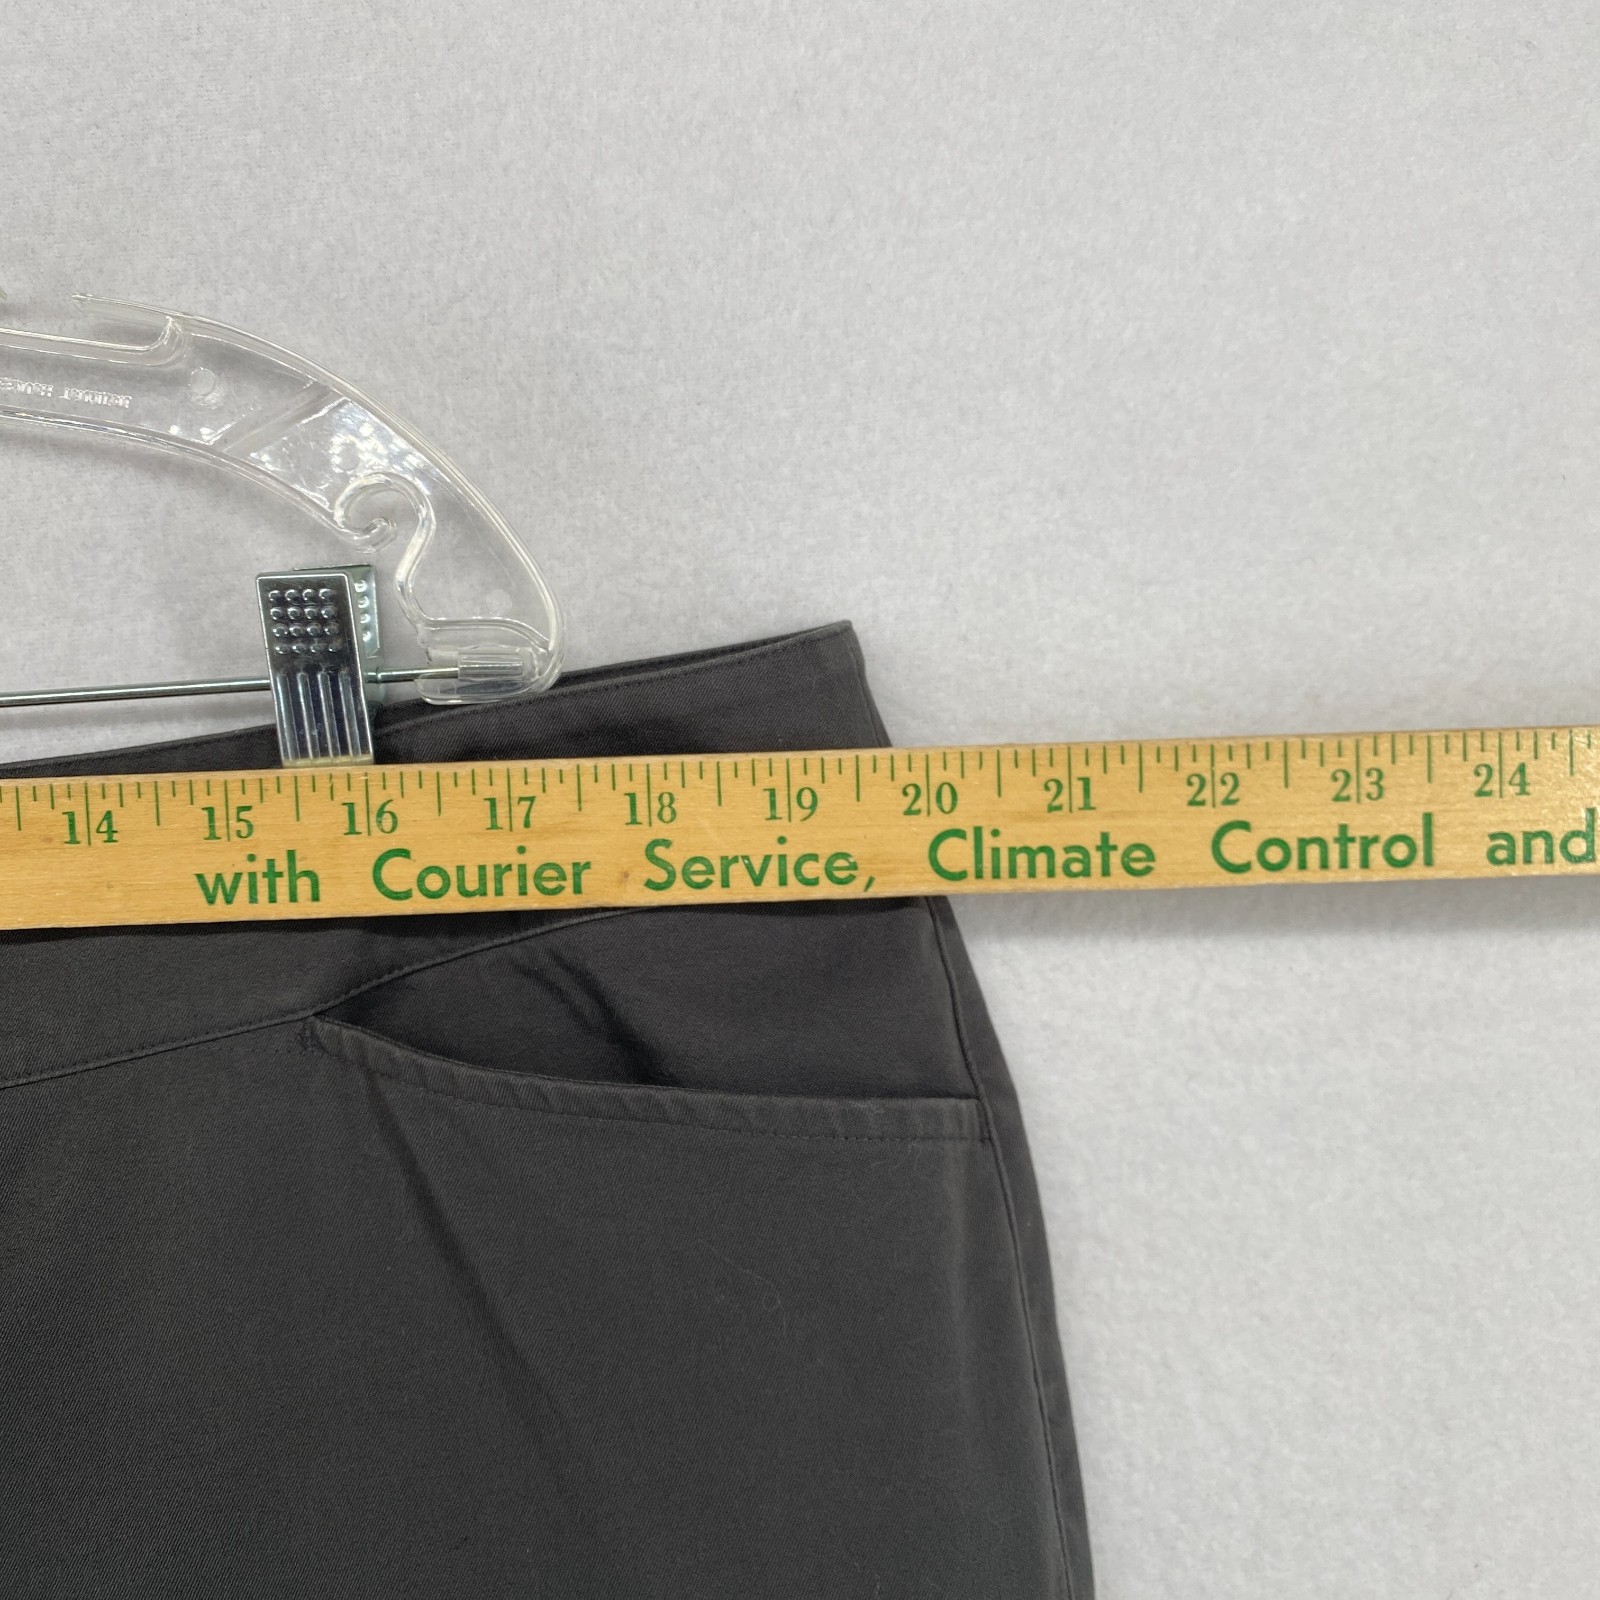 14 15 16 17 18 19 20 21 22 23 24
with Courier Service, Climate Control and